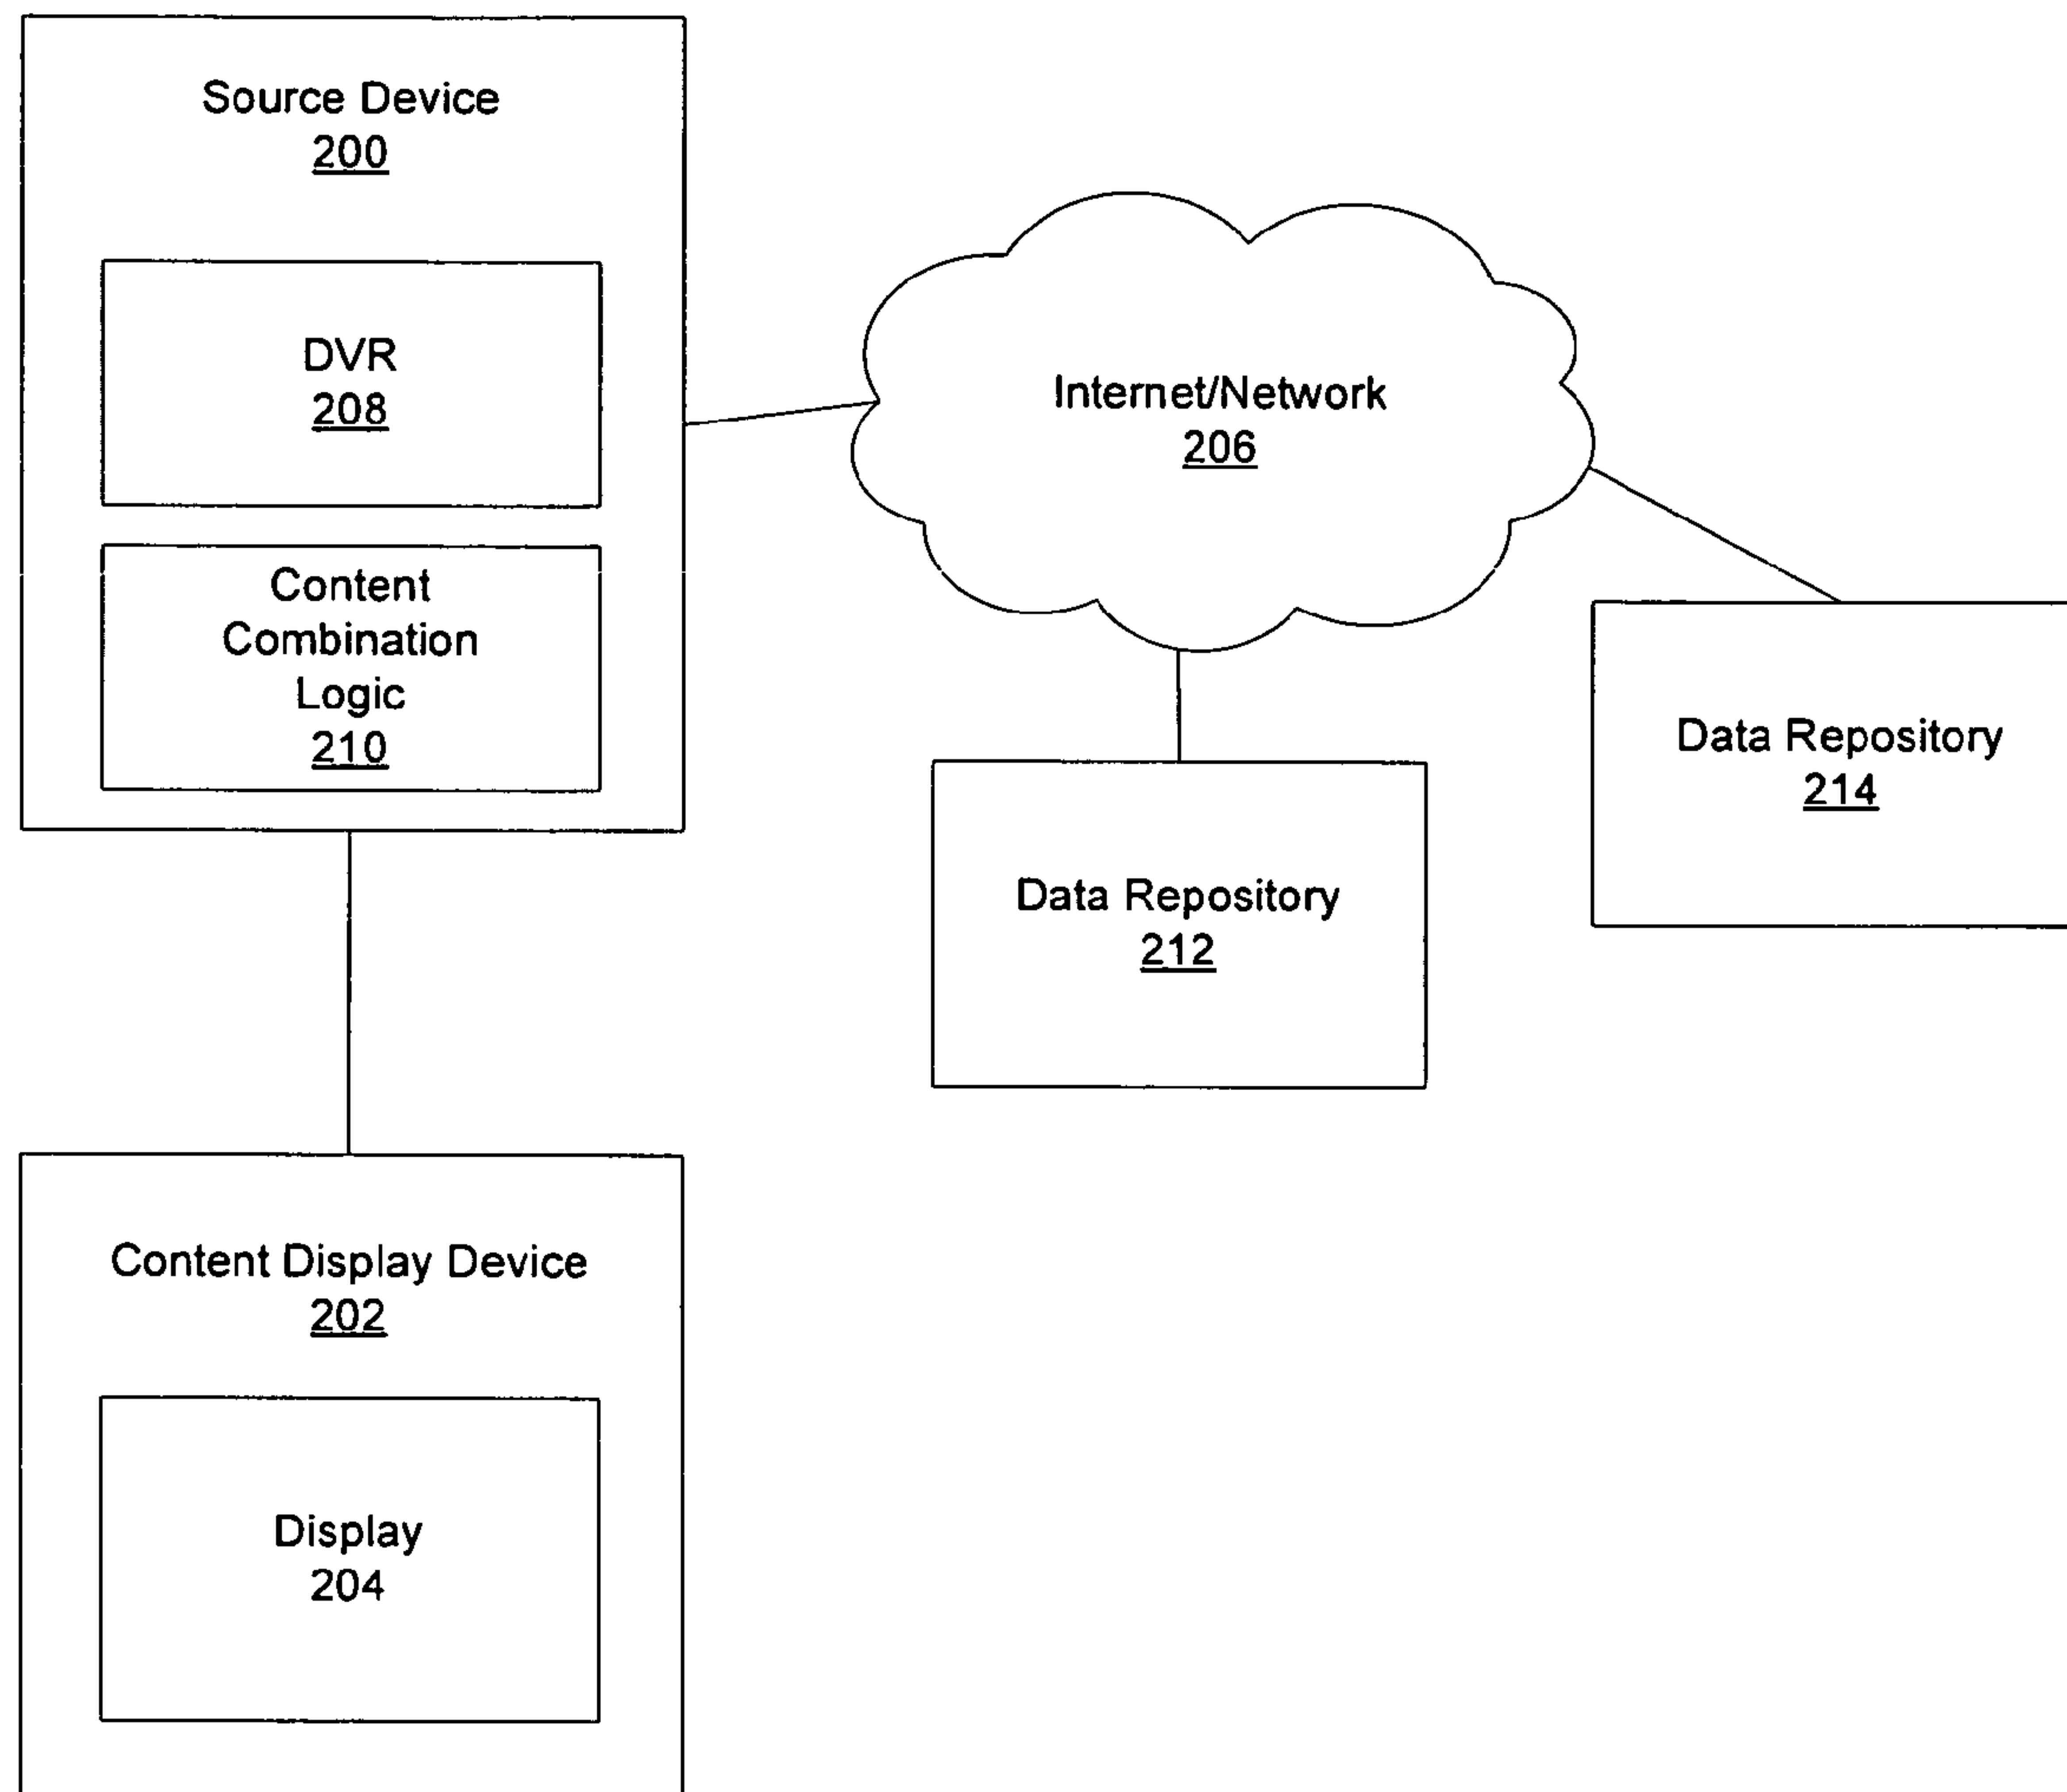 Source Device
200
DVR
208
Content
Combination
Logic
210
Internet/Network
206
Data Repository
214
Data Repository
212
Content Display Device
202
Display
204